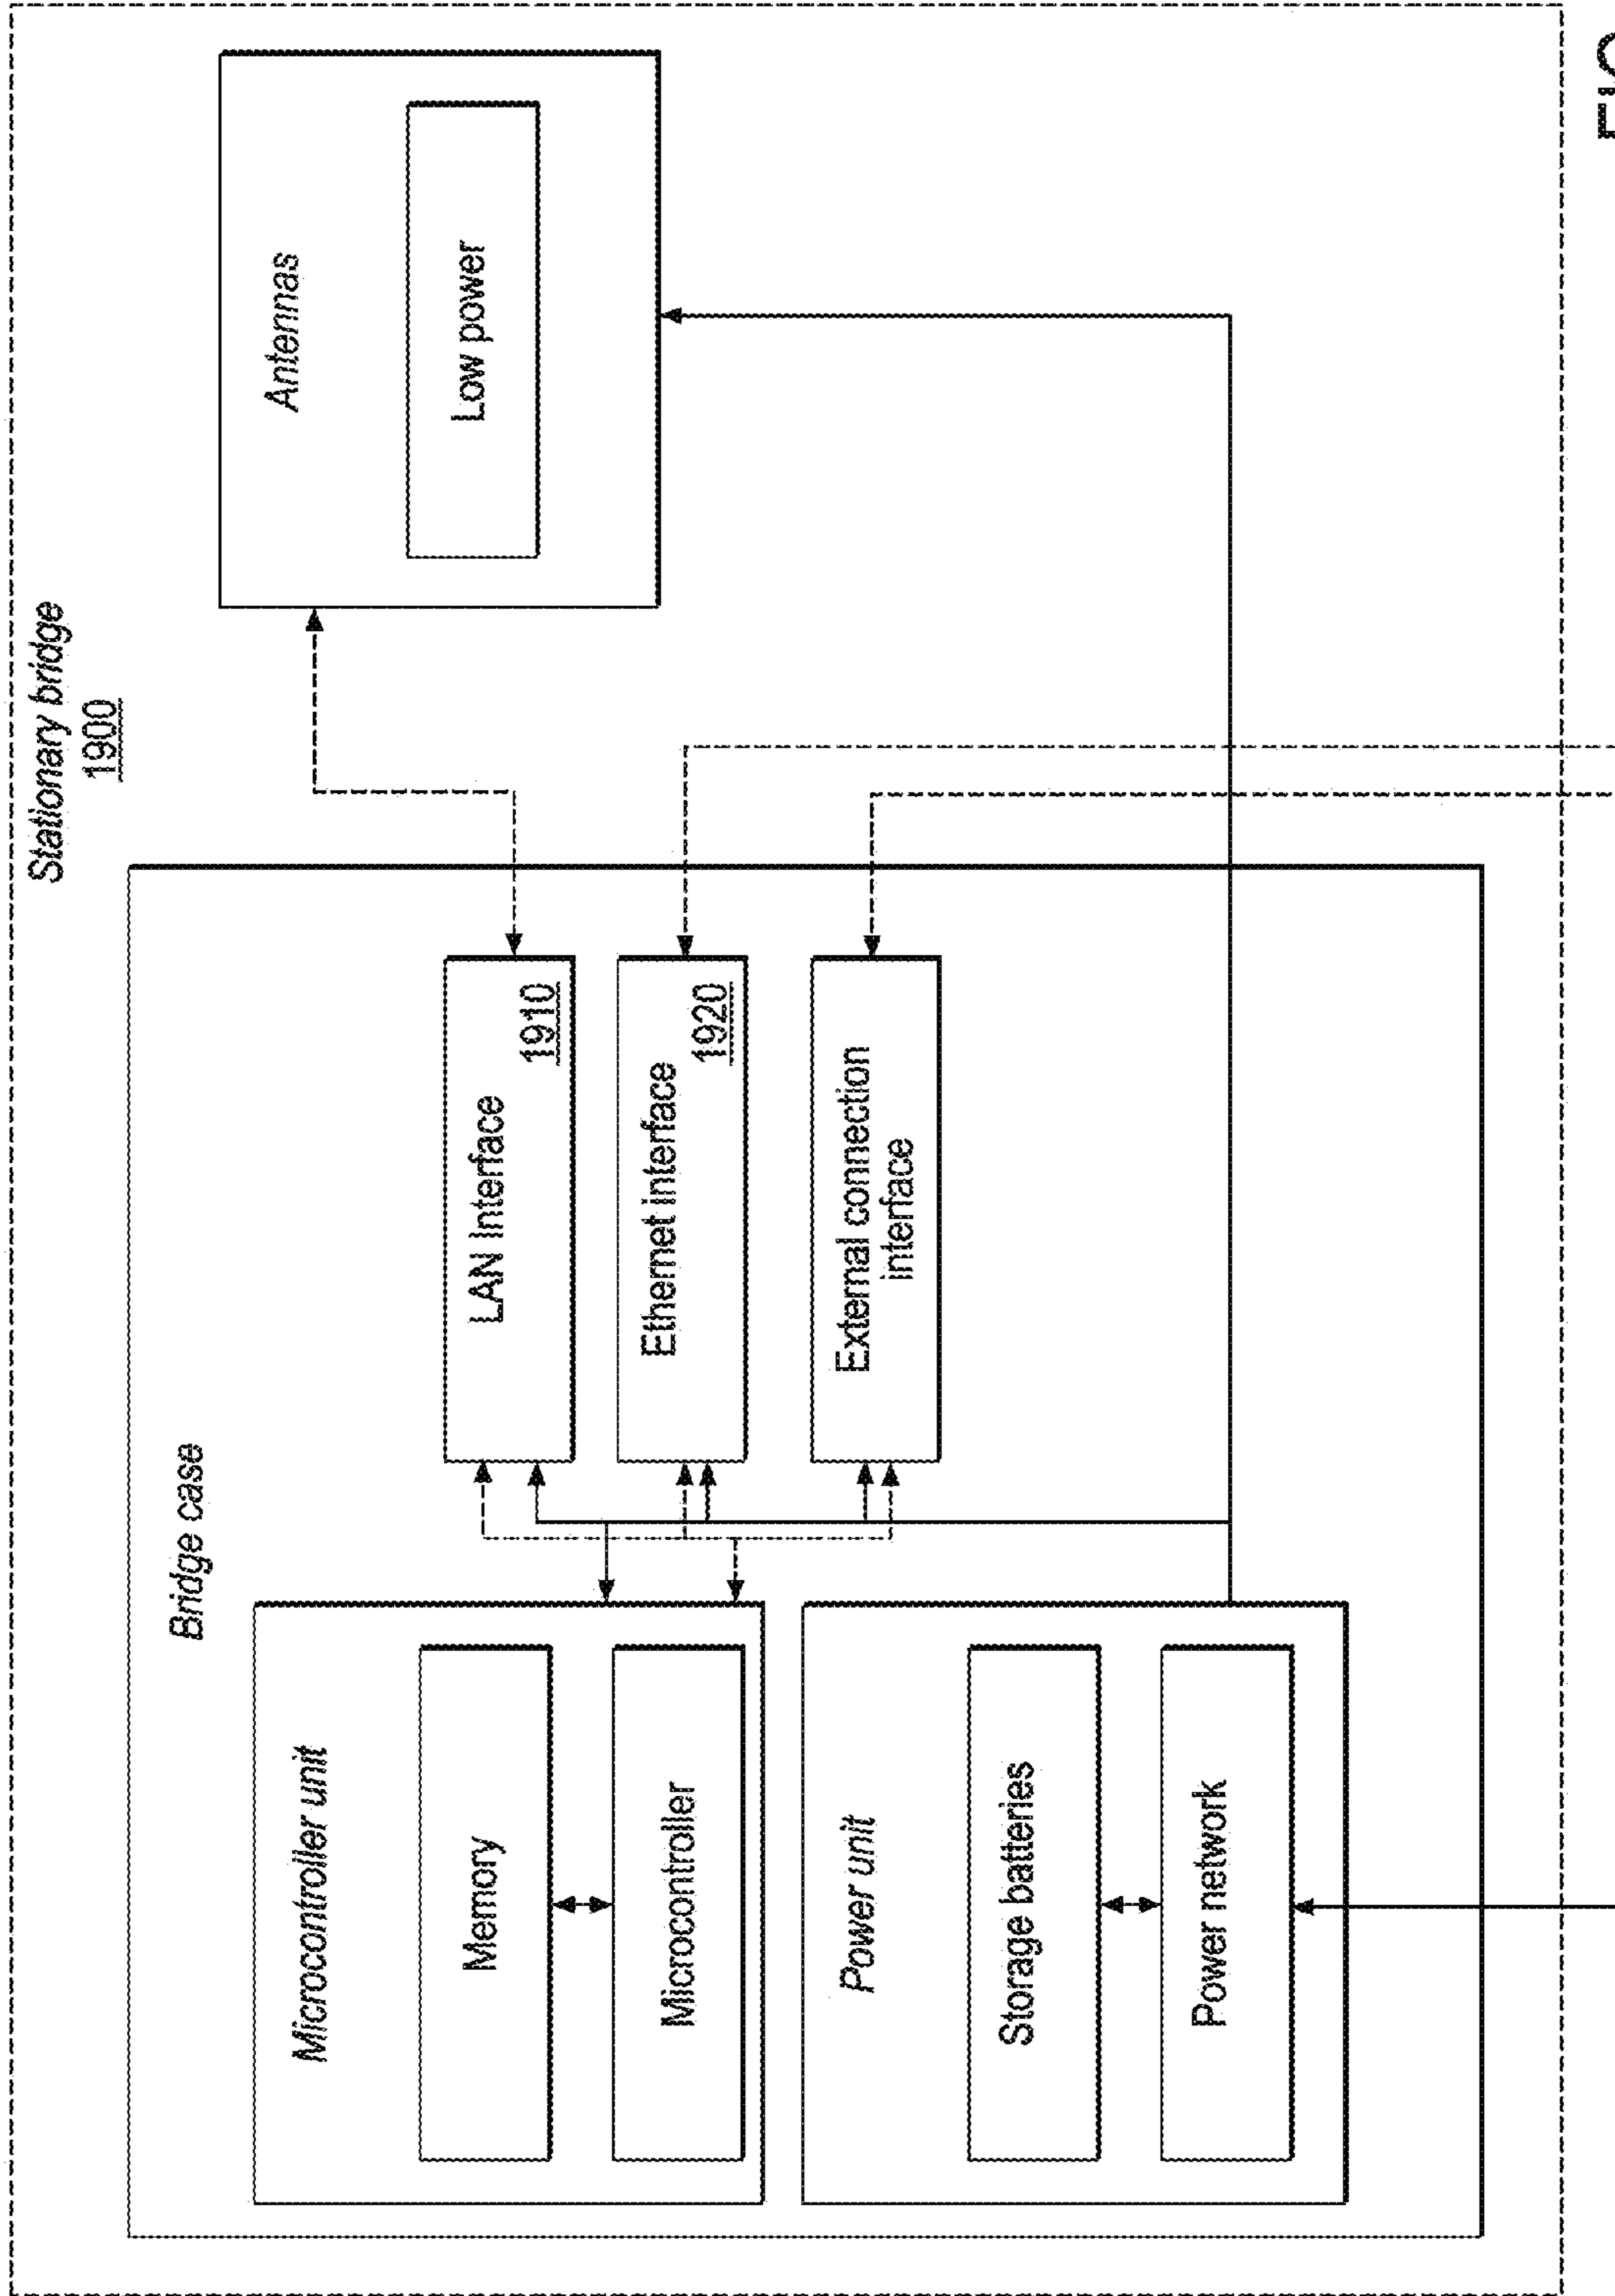 Stationary bridge
1900
Bridge case
Antennas
Low power
Microcontroller unit
Memory
Microcontroller
LAN Interface
1910
Ethernet interface
1920
External connection
interface
Power unit
Storage batteries
Power network